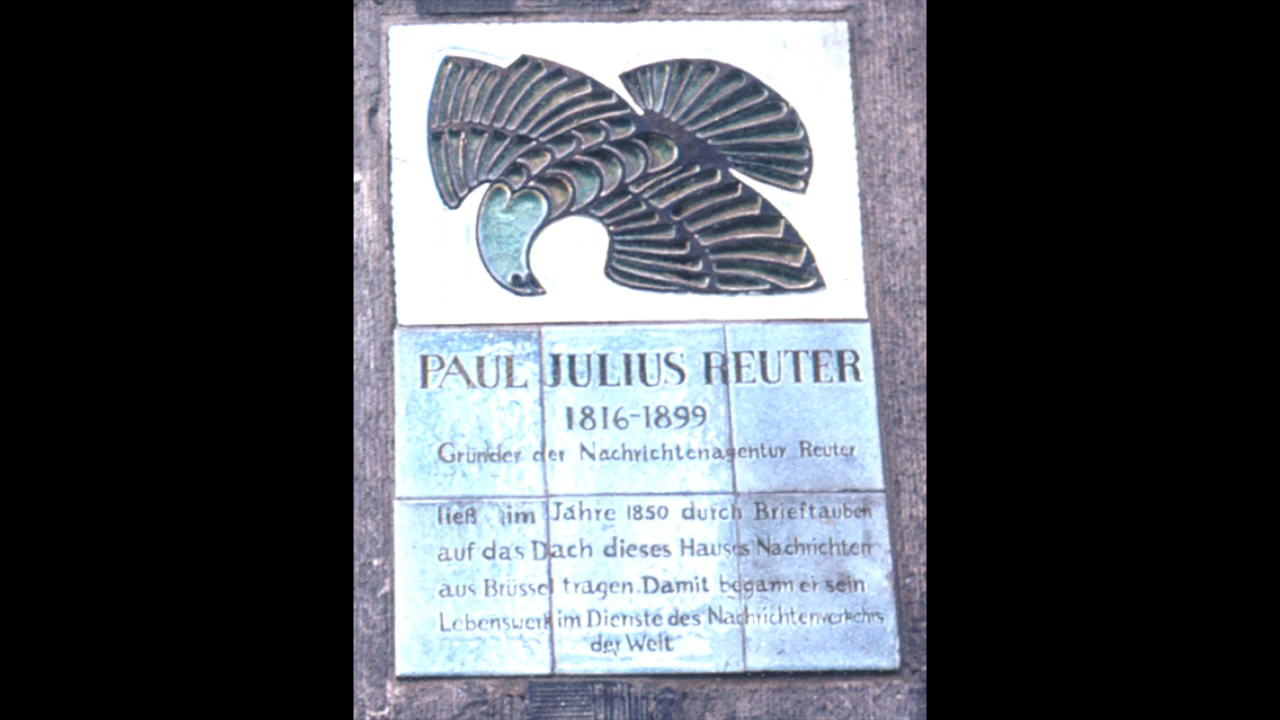 PAUL JULIUS REUTER
1816-1899
Gründer der Nachrichtenagentur Reuter
ließ im Jahre 1850 durch Brieftauben
auf das Dach dieses Hauses Nachrichten
aus Brüssel tragen. Damit begann er sein
Lebenswerk im Dienste des Nachrichtenverkehrs
der Welt